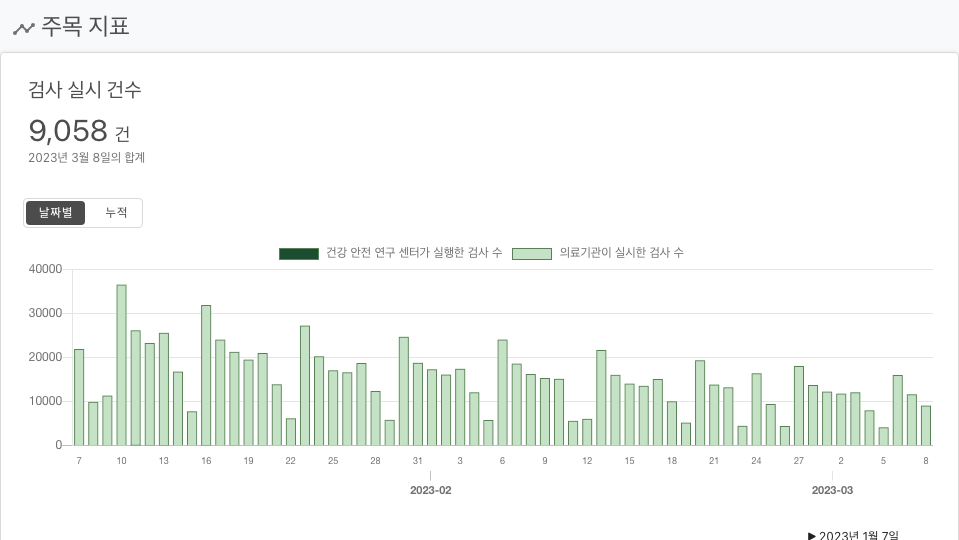 주목 지표
검사 실시 건수
9,058 건
2023년 3월 8일의 합계
날짜별 누적
건강 안전 연구 센터가 실행한 검사 수 의료기관이 실시한 검사 수
40000
30000
20000
10000
0
7 10 13 16 19 22 25 28 31 3 6 9 12 15 18 21 24 27 2 5 8
2023-02 2023-03
▶ 2023년 1월 7일